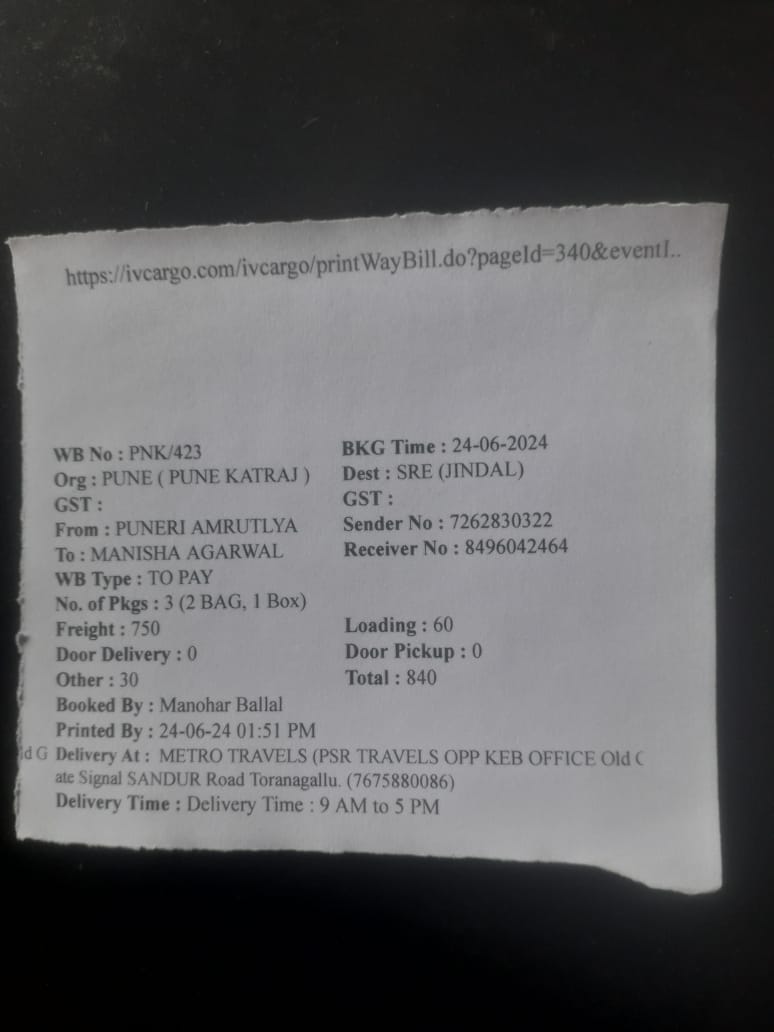 https://ivcargo.com/ivcargo/printWayBill.do?pageId=340&eventI..
WB No : PNK/423 BKG Time : 24-06-2024
Org : PUNE ( PUNE KATRAJ ) Dest : SRE (JINDAL)
GST : GST :
From : PUNERI AMRUTLYA Sender No : 7262830322
To : MANISHA AGARWAL Receiver No : 8496042464
WB Type : TO PAY
No. of Pkgs : 3 (2 BAG, 1 Box)
Freight : 750 Loading : 60
Door Delivery : 0 Door Pickup : 0
Other : 30 Total : 840
Booked By : Manohar Ballal
Printed By : 24-06-24 01:51 PM
d G Delivery At : METRO TRAVELS (PSR TRAVELS OPP KEB OFFICE Old
ate Signal SANDUR Road Toranagallu. (7675880086)
Delivery Time : Delivery Time : 9 AM to 5 PM